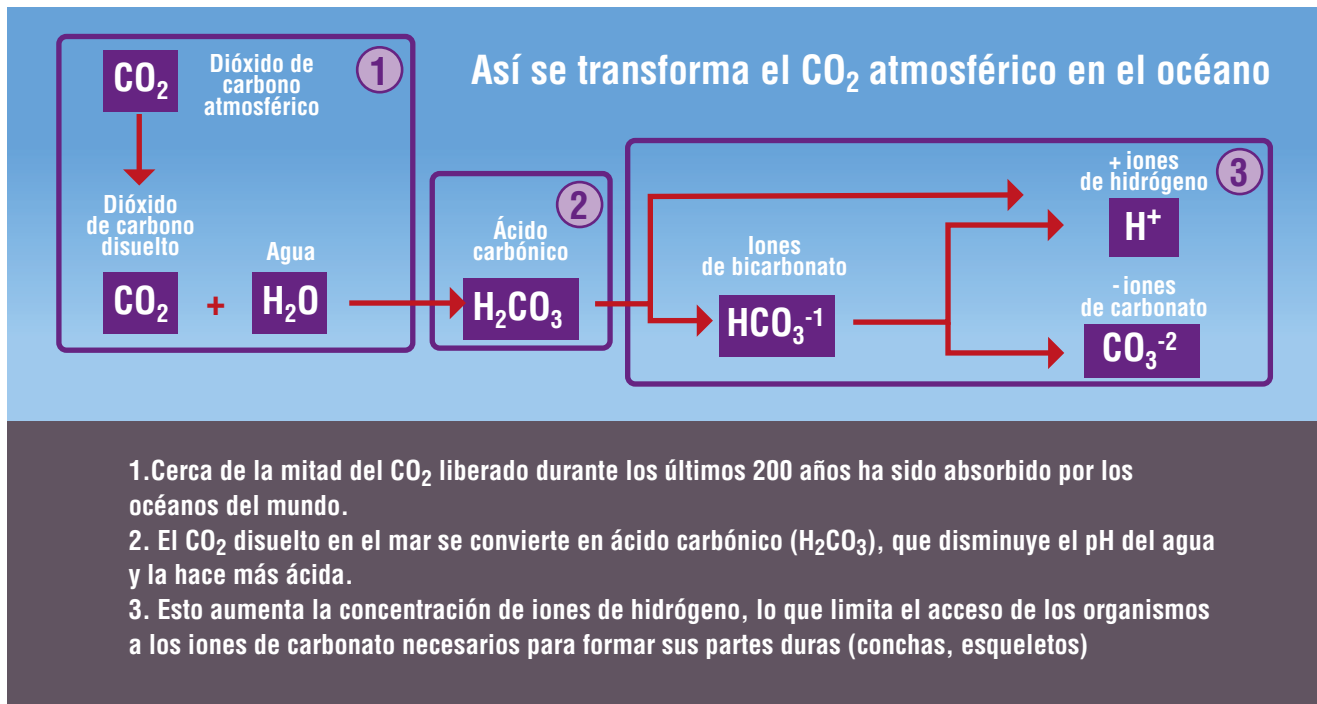 Así se transforma el CO₂ atmosférico en el océano
1
CO₂
Dióxido de
carbono
atmosférico
Dióxido
de carbono
disuelto
CO₂
+
Agua
H₂O
2
Ácido
carbónico
H₂CO₃
3
Iones
de bicarbonato
HCO₃⁻¹
+ iones
de hidrógeno
H⁺
- iones
de carbonato
CO₃⁻²
1.Cerca de la mitad del CO₂ liberado durante los últimos 200 años ha sido absorbido por los
océanos del mundo.
2. El CO₂ disuelto en el mar se convierte en ácido carbónico (H₂CO₃), que disminuye el pH del agua
y la hace más ácida.
3. Esto aumenta la concentración de iones de hidrógeno, lo que limita el acceso de los organismos
a los iones de carbonato necesarios para formar sus partes duras (conchas, esqueletos)